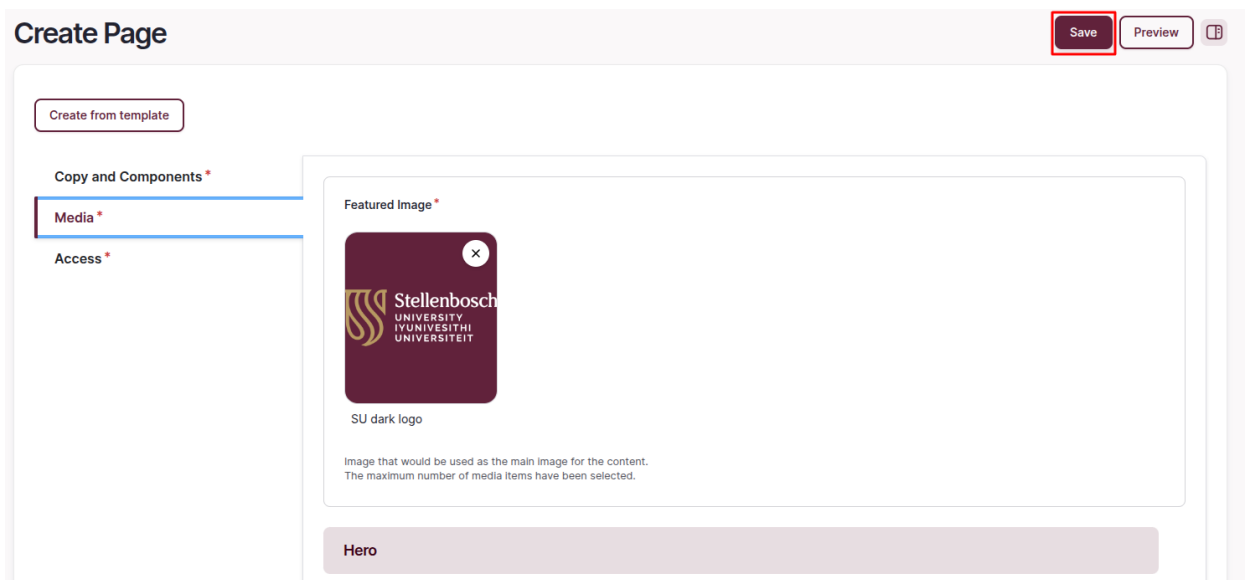 Create Page
Save
Preview
Create from template
Copy and Components *
Media *
Access *
Featured Image *
Stellenbosch
UNIVERSITY
IYUNIVESITHI
UNIVERSITEIT
SU dark logo
Image that would be used as the main image for the content.
The maximum number of media items have been selected.
Hero